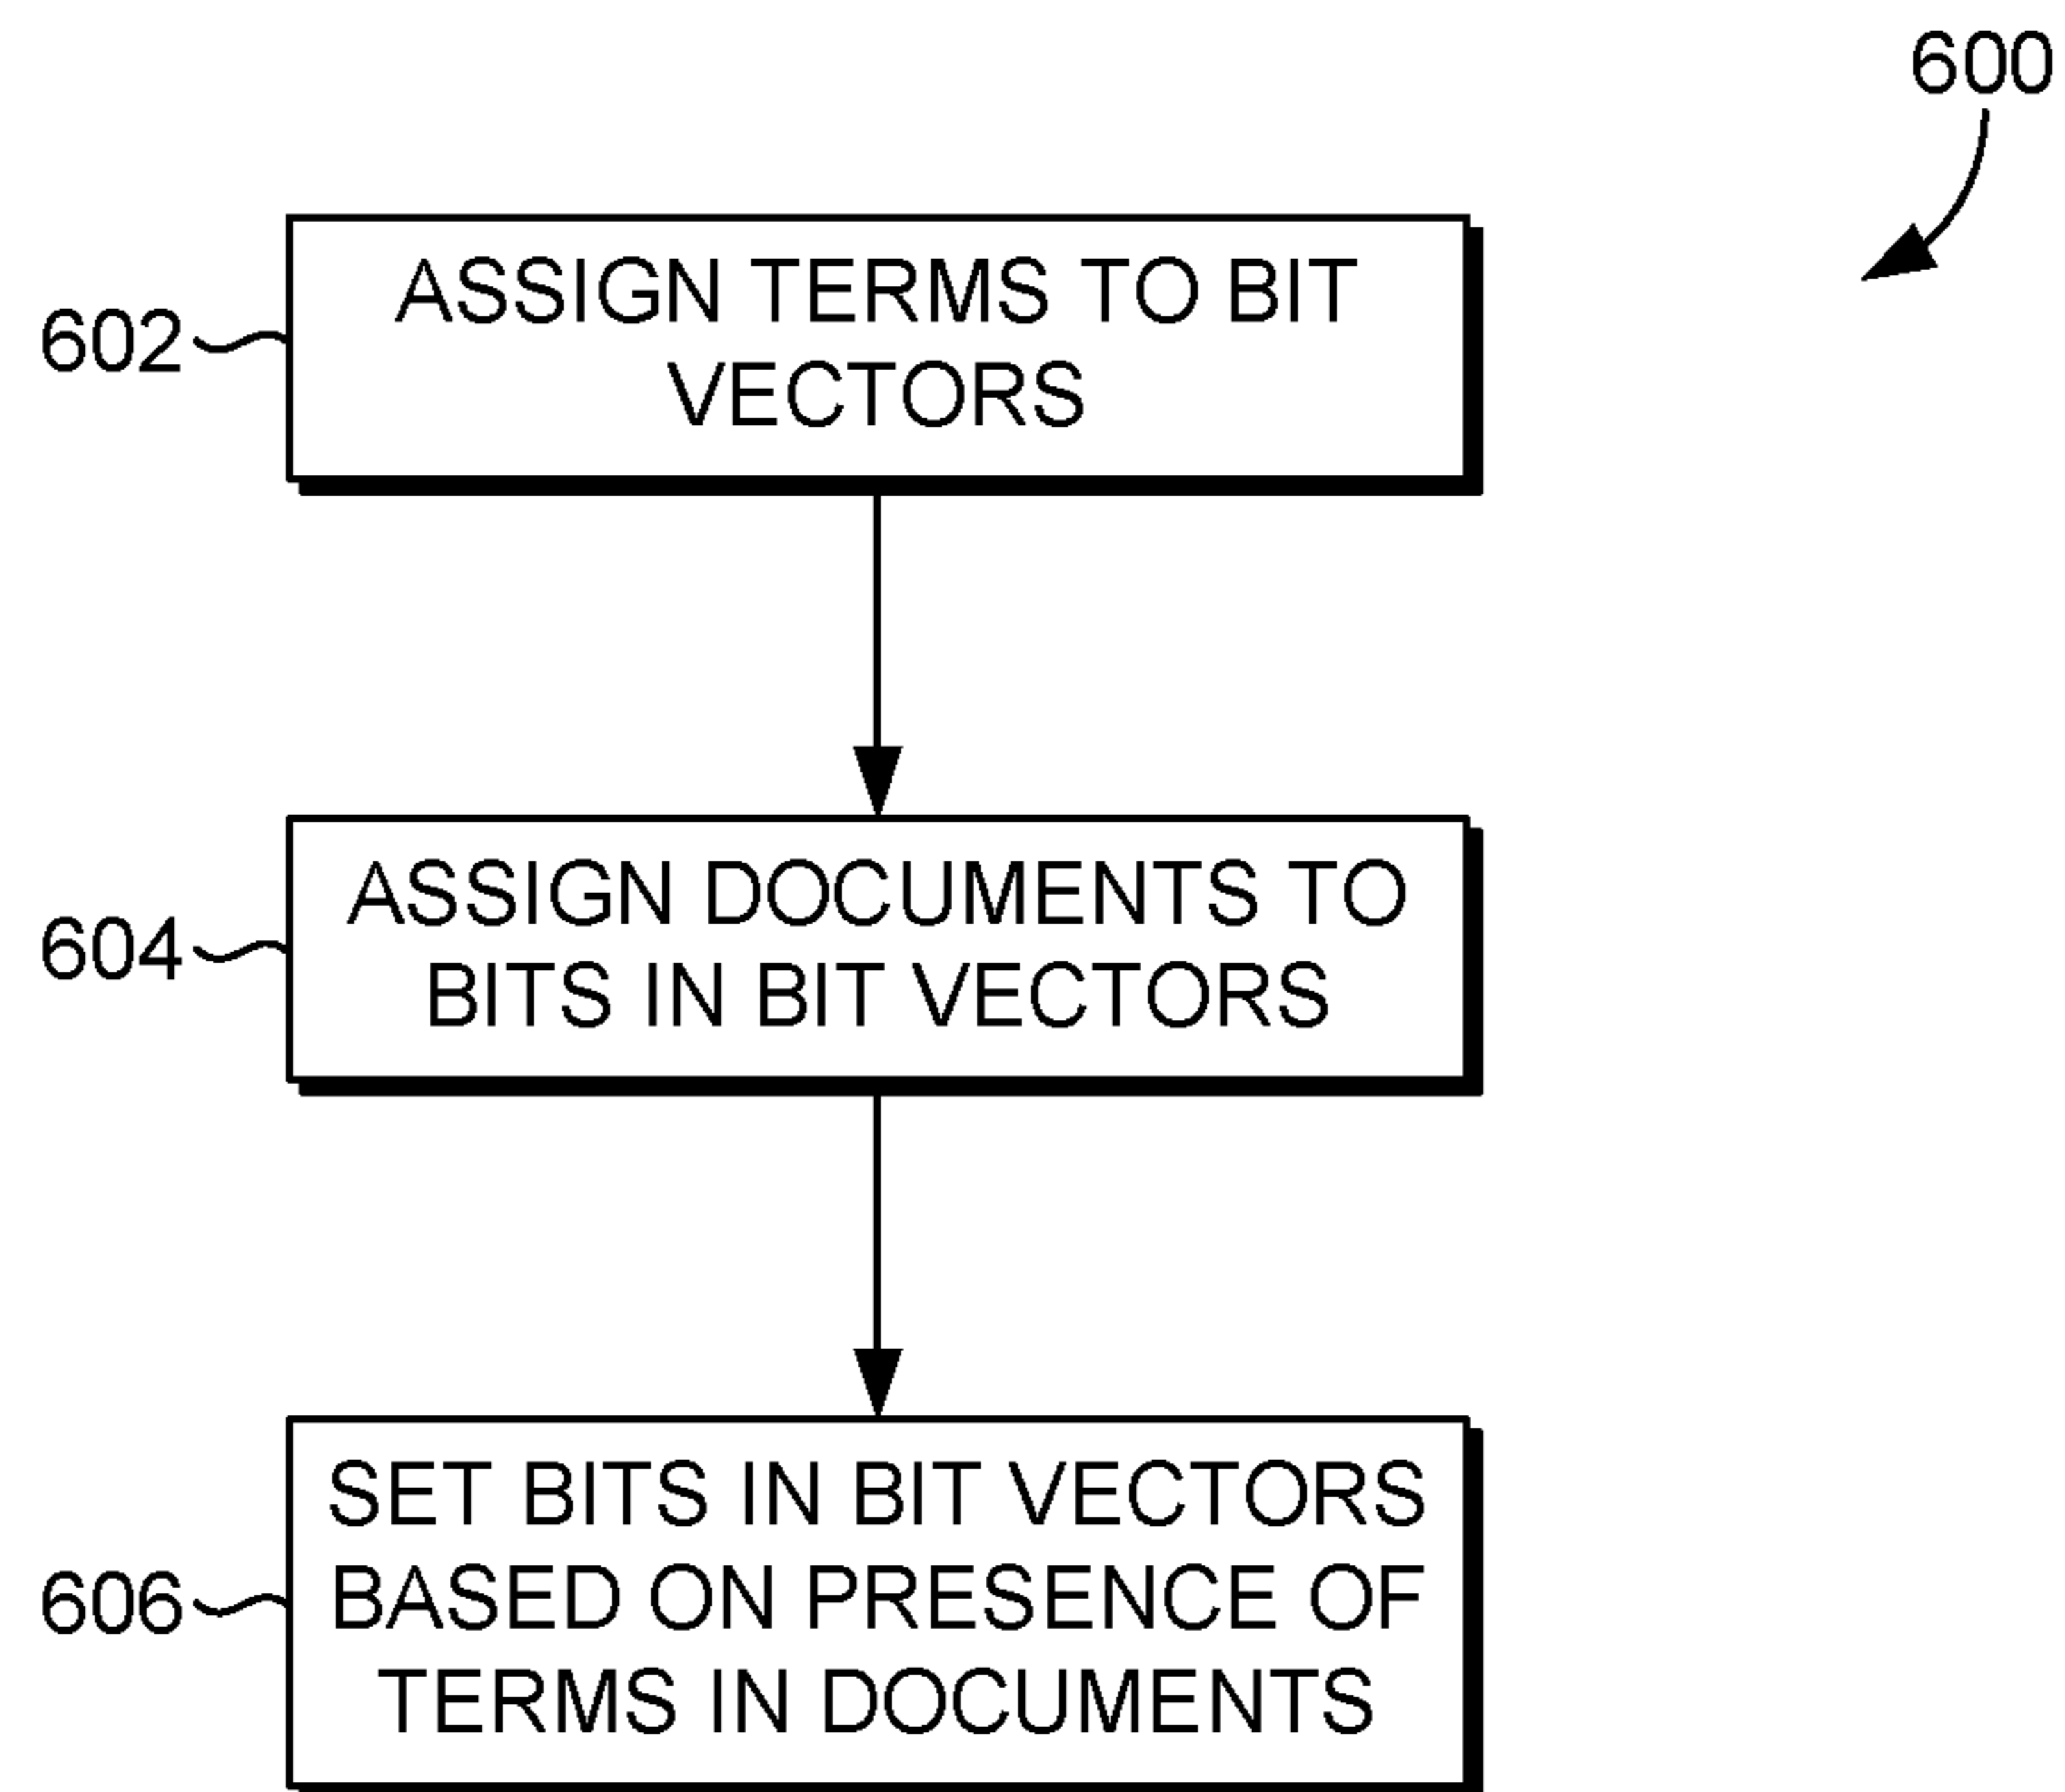 600
602
ASSIGN TERMS TO BIT
VECTORS
604
ASSIGN DOCUMENTS TO
BITS IN BIT VECTORS
606
SET BITS IN BIT VECTORS
BASED ON PRESENCE OF
TERMS IN DOCUMENTS